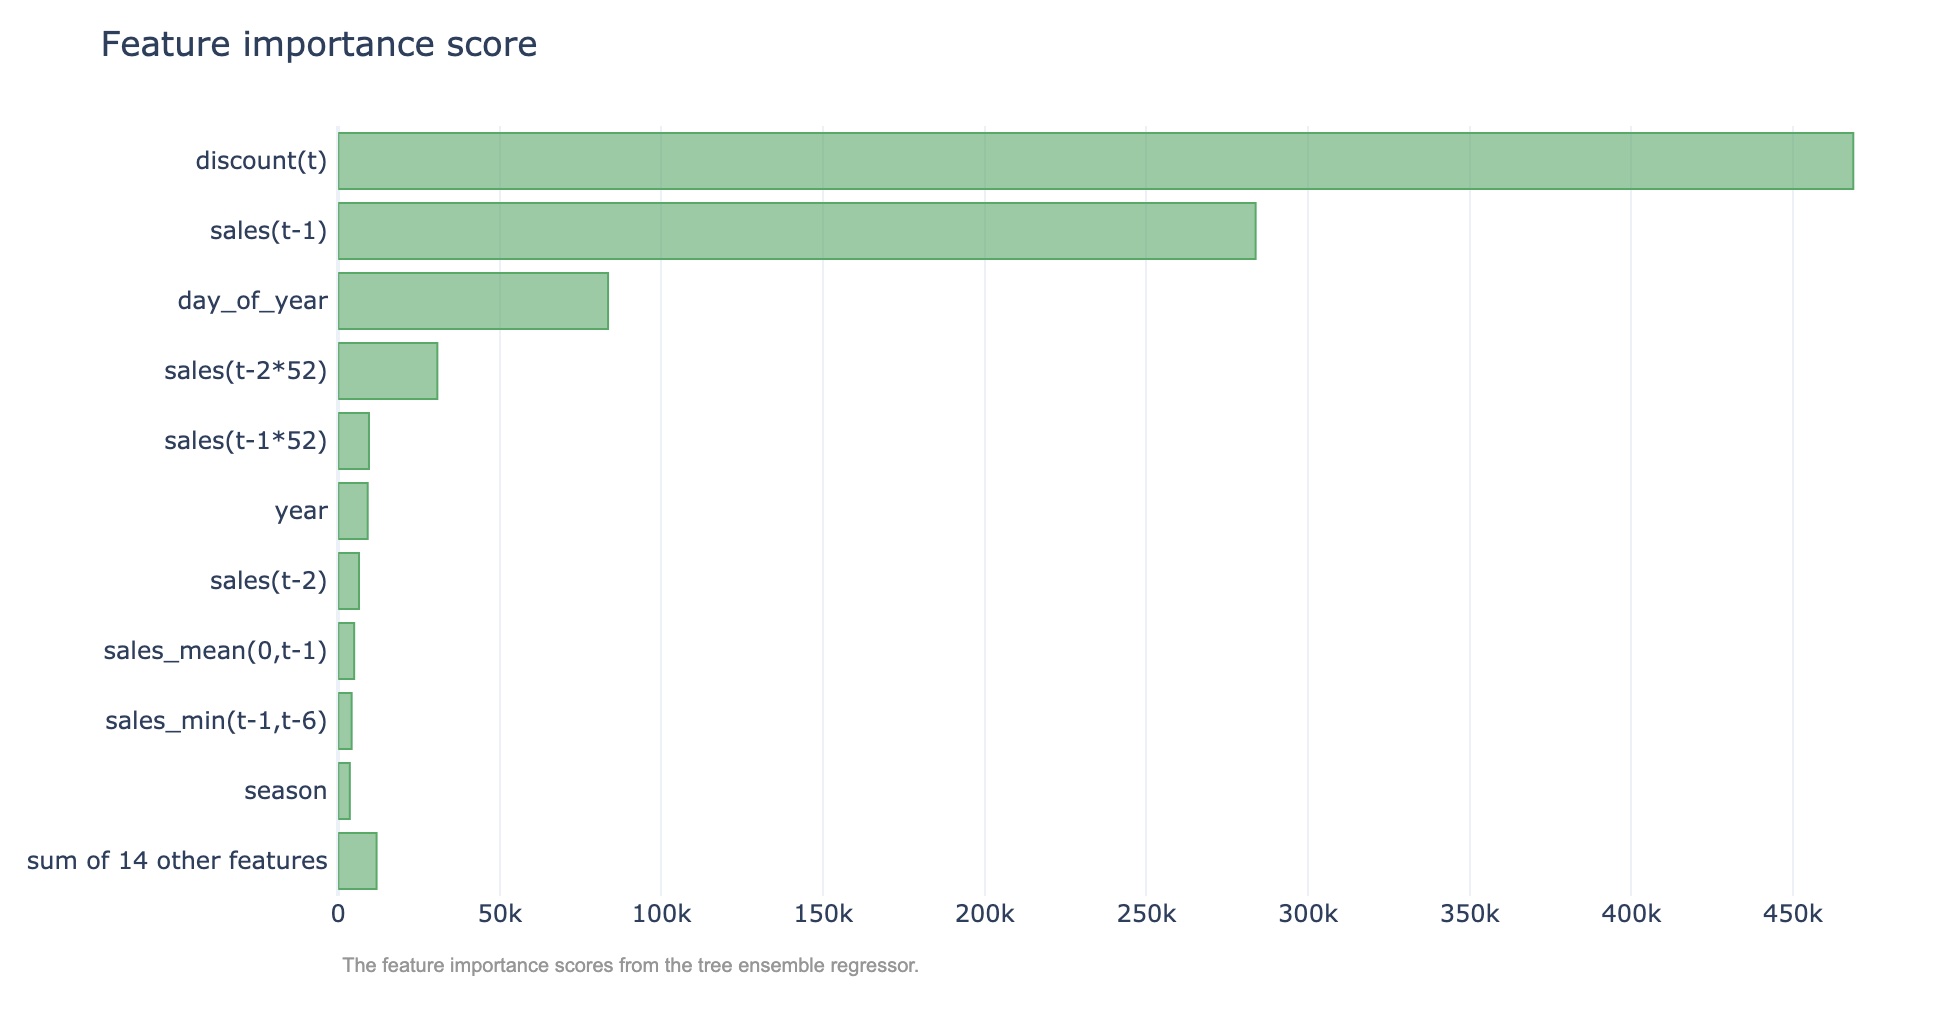 Feature importance score
discount(t)
sales(t-1)
day_of_year
sales(t-2*52)
sales(t-1*52)
year
sales(t-2)
sales_mean(0,t-1)
sales_min(t-1,t-6)
season
sum of 14 other features
0 50k 100k 150k 200k 250k 300k 350k 400k 450k
The feature importance scores from the tree ensemble regressor.